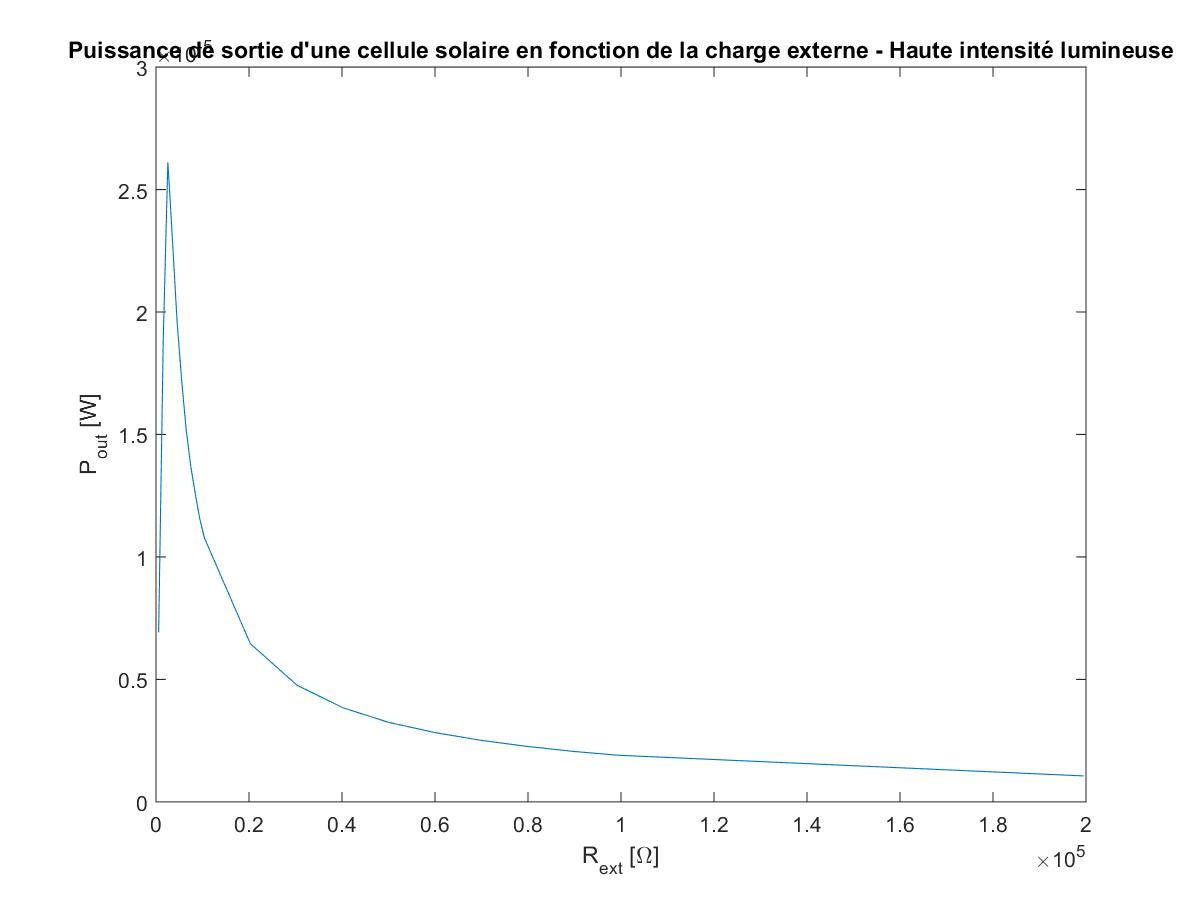 Puissance de sortie d'une cellule solaire en fonction de la charge externe - Haute intensité lumineuse
×10-5
3
2.5
2
1.5
1
0.5
0
P_out [W]
0 0.2 0.4 0.6 0.8 1 1.2 1.4 1.6 1.8 2
R_ext [Ω]
×10^5